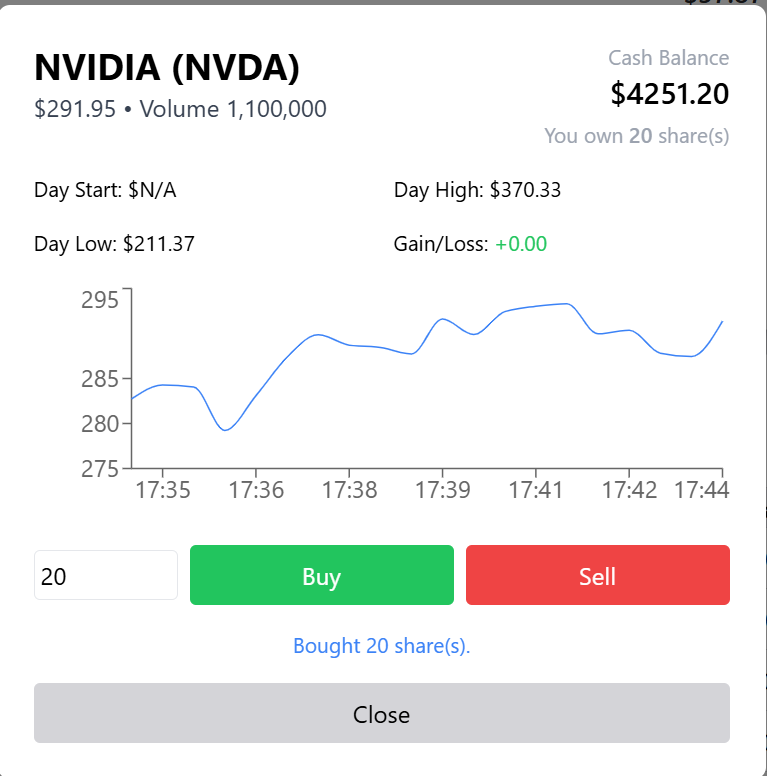 NVIDIA (NVDA)
$291.95 • Volume 1,100,000
Cash Balance
$4251.20
You own 20 share(s)
Day Start: $N/A
Day High: $370.33
Day Low: $211.37
Gain/Loss: +0.00
295
285
280
275
17:35 17:36 17:38 17:39 17:41 17:42 17:44
20
Buy
Sell
Bought 20 share(s).
Close